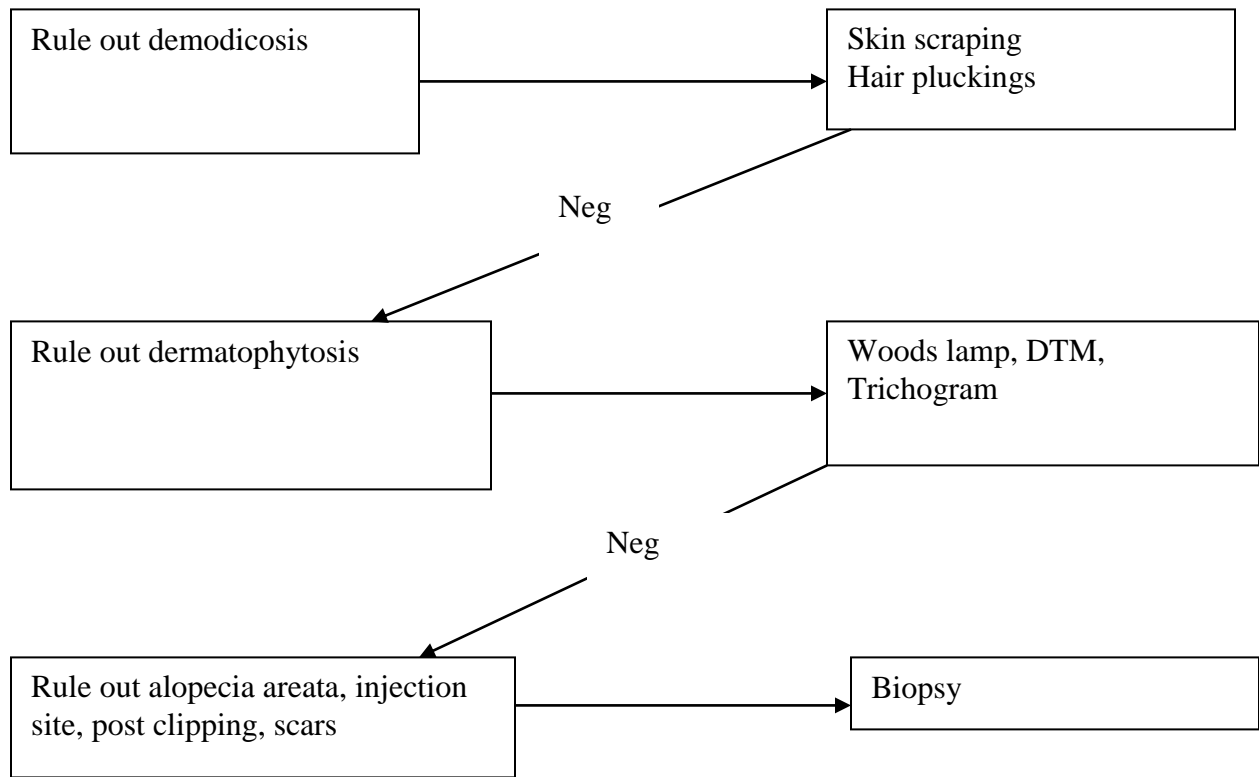 Rule out demodicosis
Skin scraping
Hair pluckings
Neg
Rule out dermatophytosis
Woods lamp, DTM,
Trichogram
Neg
Rule out alopecia areata, injection
site, post clipping, scars
Biopsy